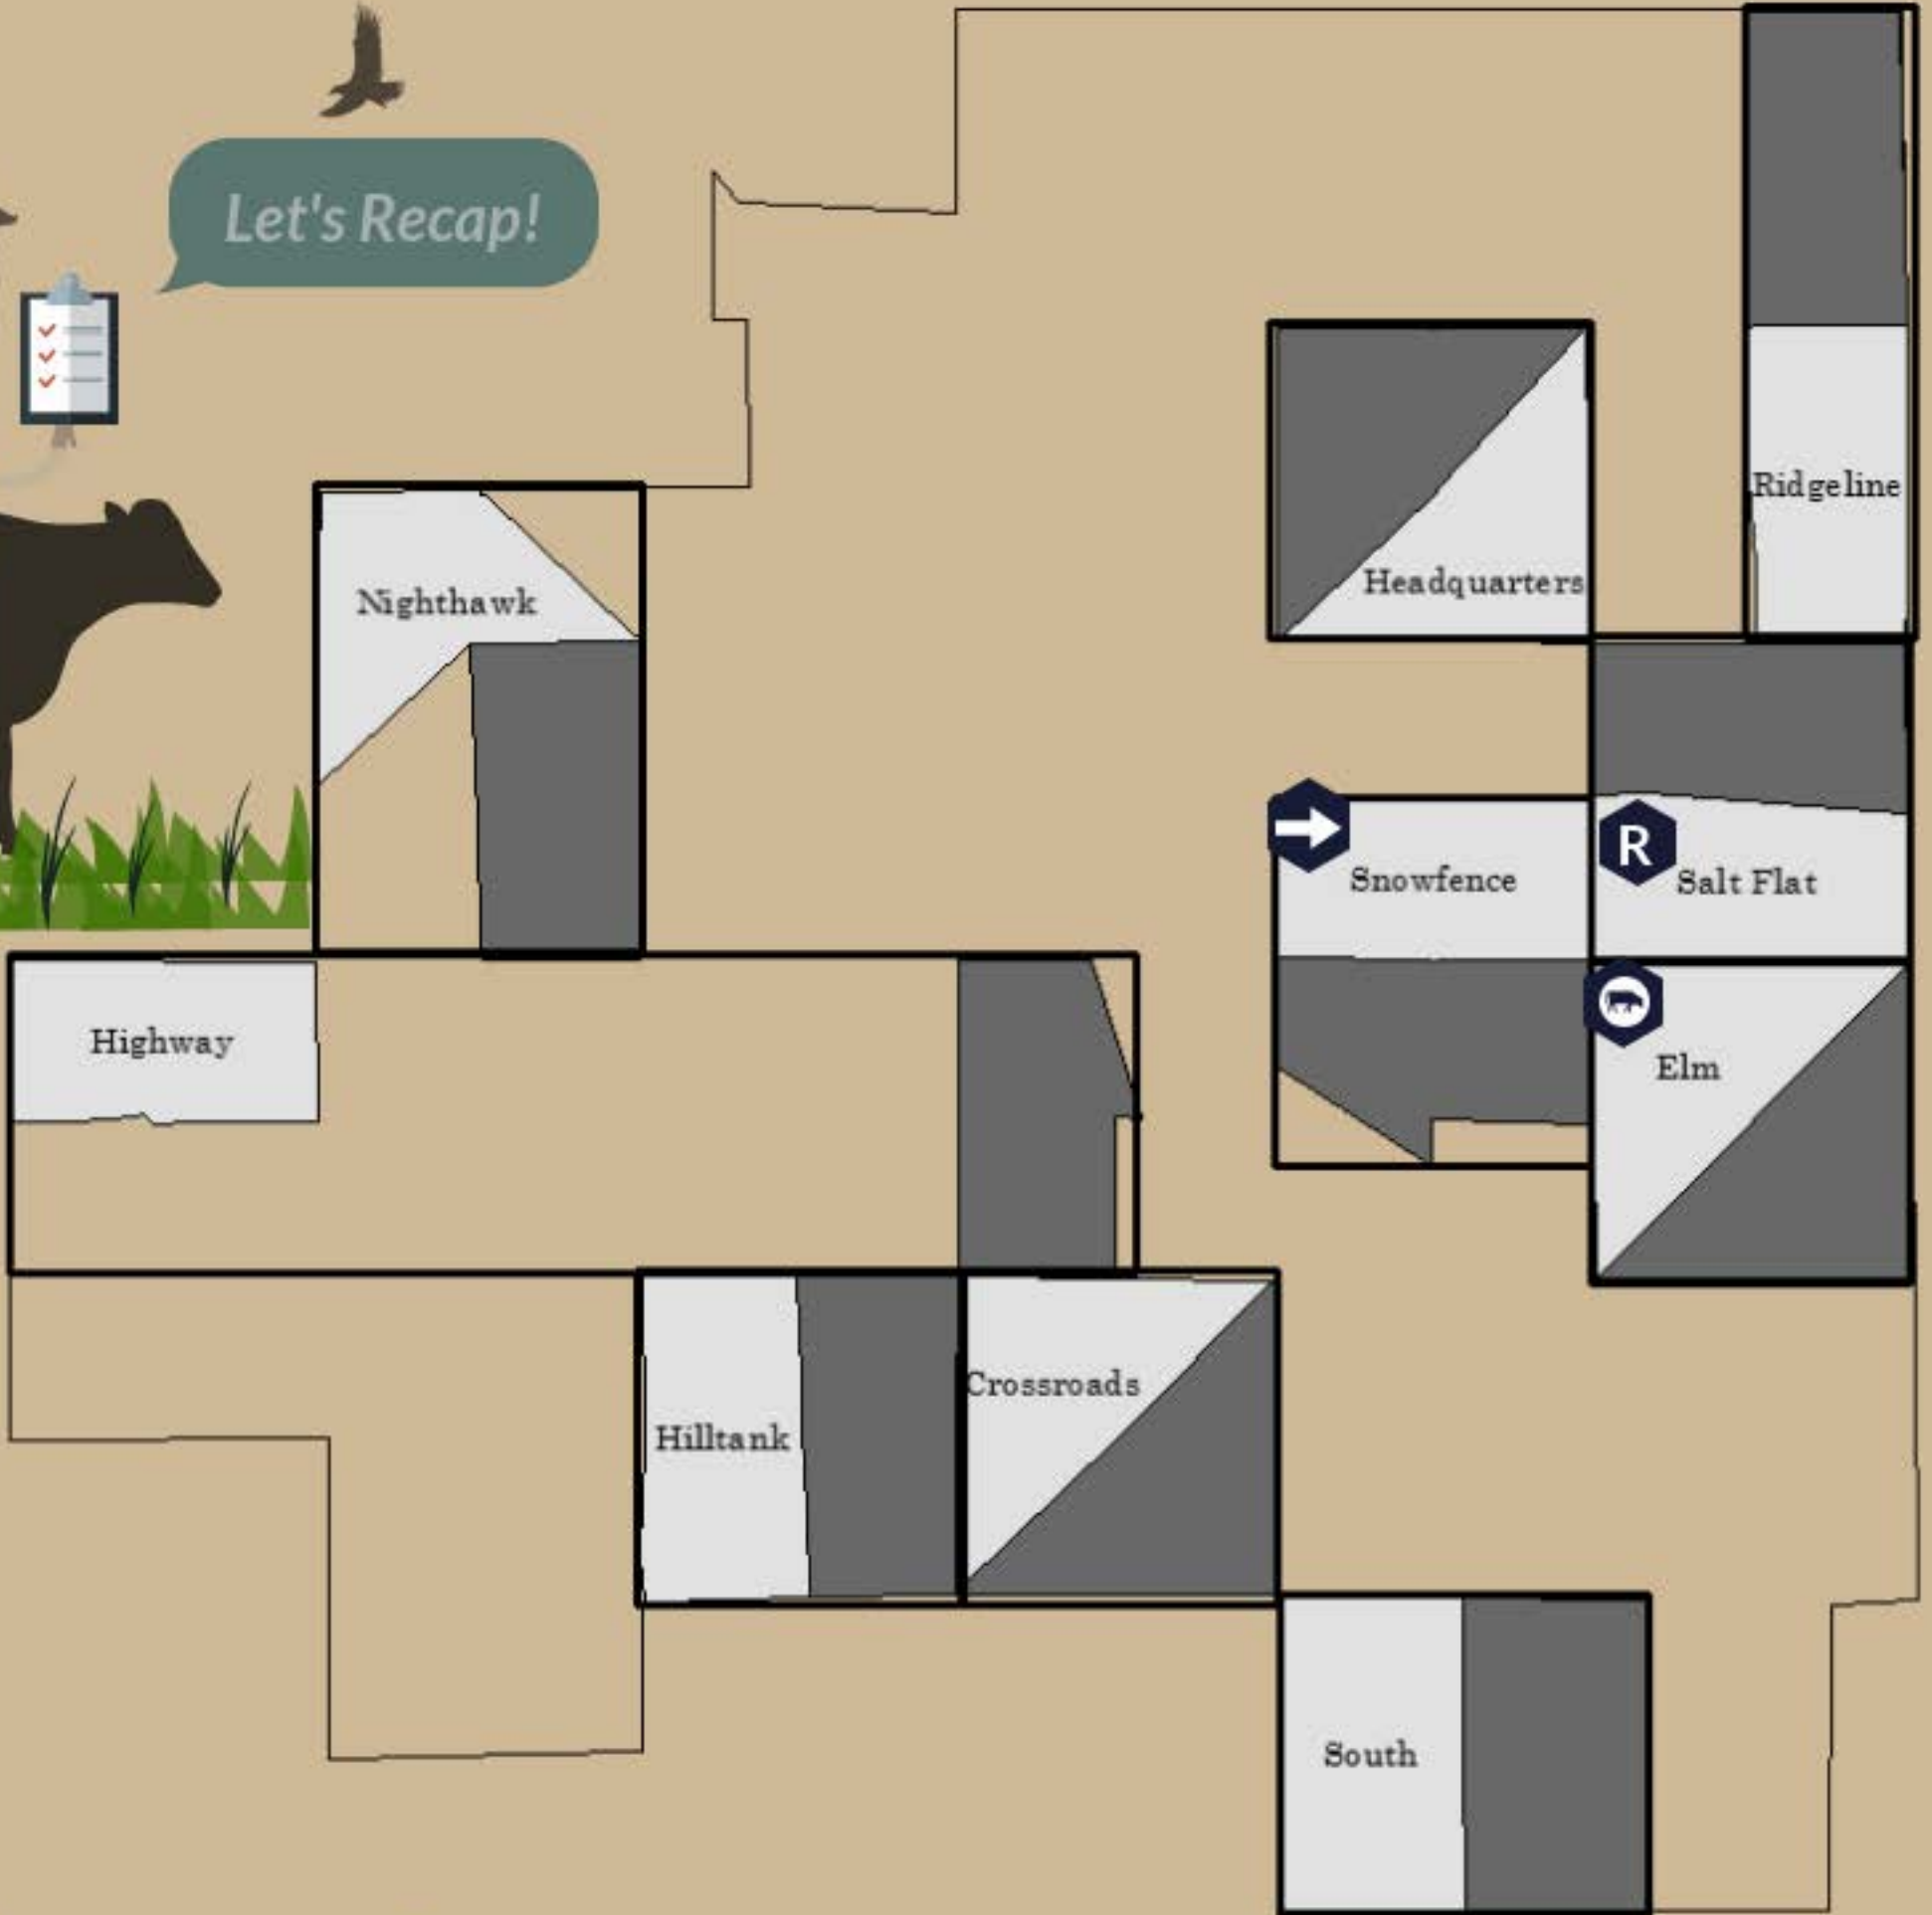 Let's Recap!
Ridgeline
Headquarters
Nighthawk
R
Snowfence
Salt Flat
Highway
Elm
Crossroads
Hilltank
South